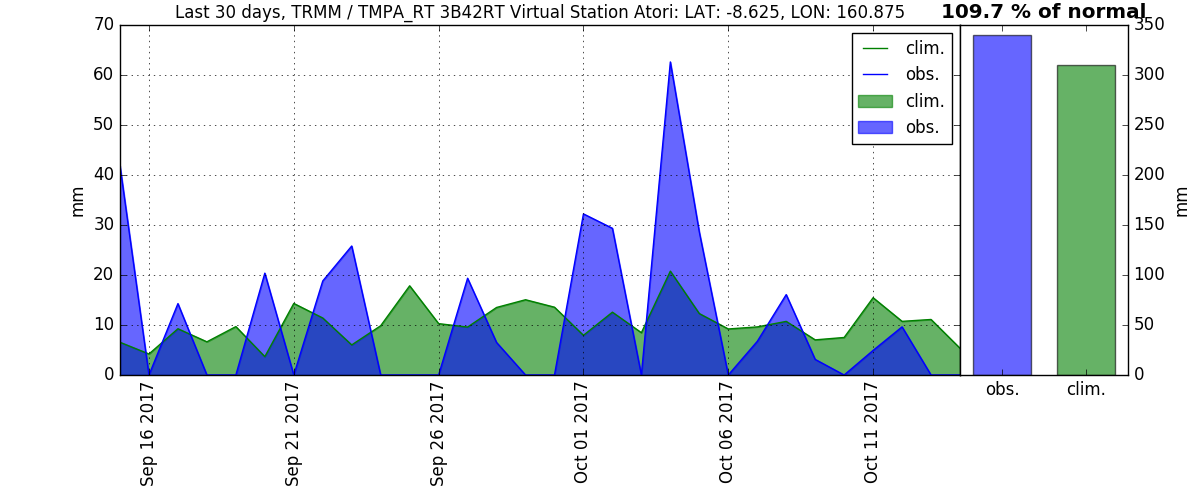 Last 30 days, TRMM / TMPA_RT 3B42RT Virtual Station Atori: LAT: -8.625, LON: 160.875
109.7 % of normal
clim.
obs.
clim.
obs.
70
60
50
40
30
20
10
0
mm
Sep 16 2017
Sep 21 2017
Sep 26 2017
Oct 01 2017
Oct 06 2017
Oct 11 2017
350
300
250
200
150
100
50
0
mm
obs.
clim.